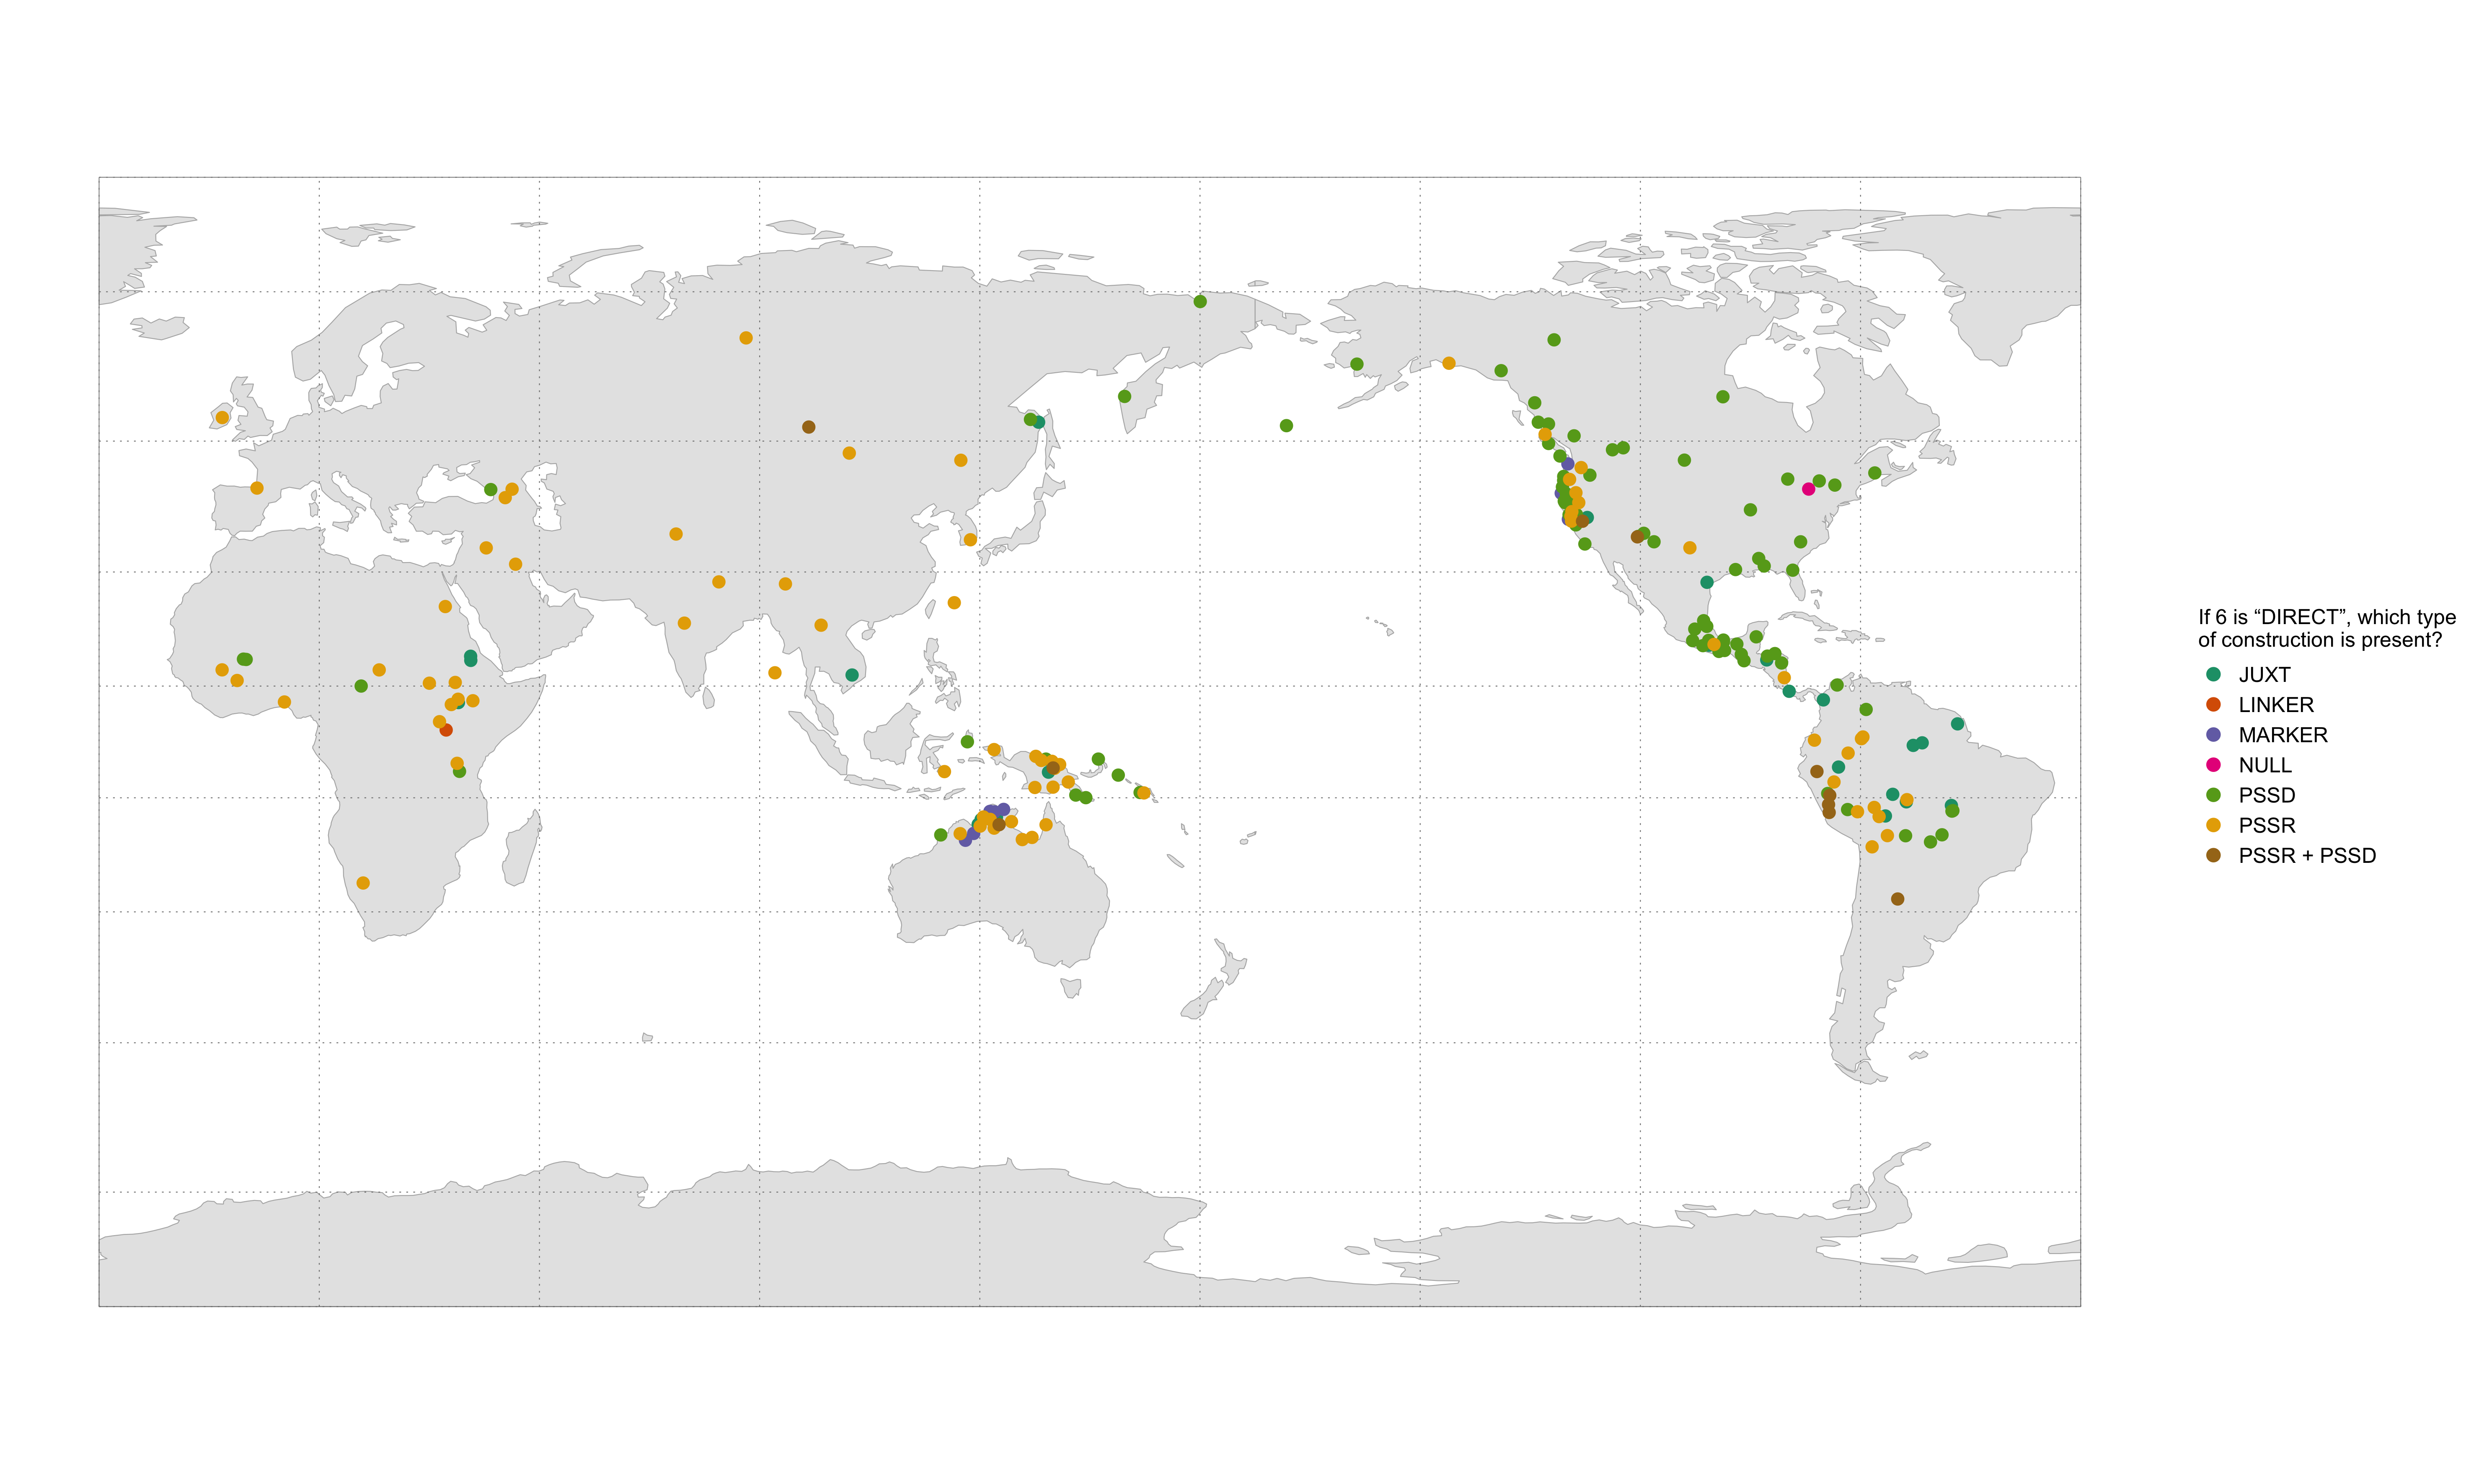 If 6 is “DIRECT”, which type
of construction is present?
JUXT
LINKER
MARKER
NULL
PSSD
PSSR
PSSR + PSSD